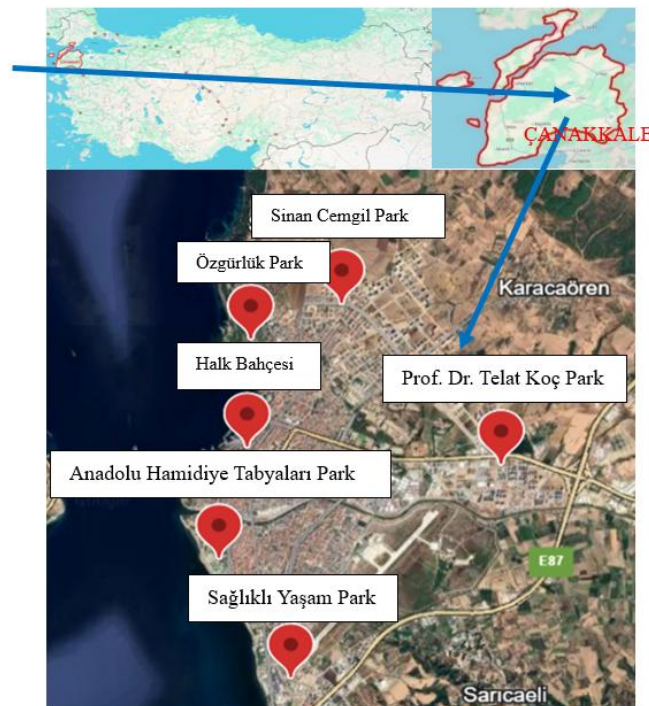 ÇANAKKALE
Sinan Cemgil Park
Özgürlük Park
Karacaören
Halk Bahçesi
Prof. Dr. Telat Koç Park
Anadolu Hamidiye Tabyaları Park
E87
Sağlıklı Yaşam Park
Sarıcaeli